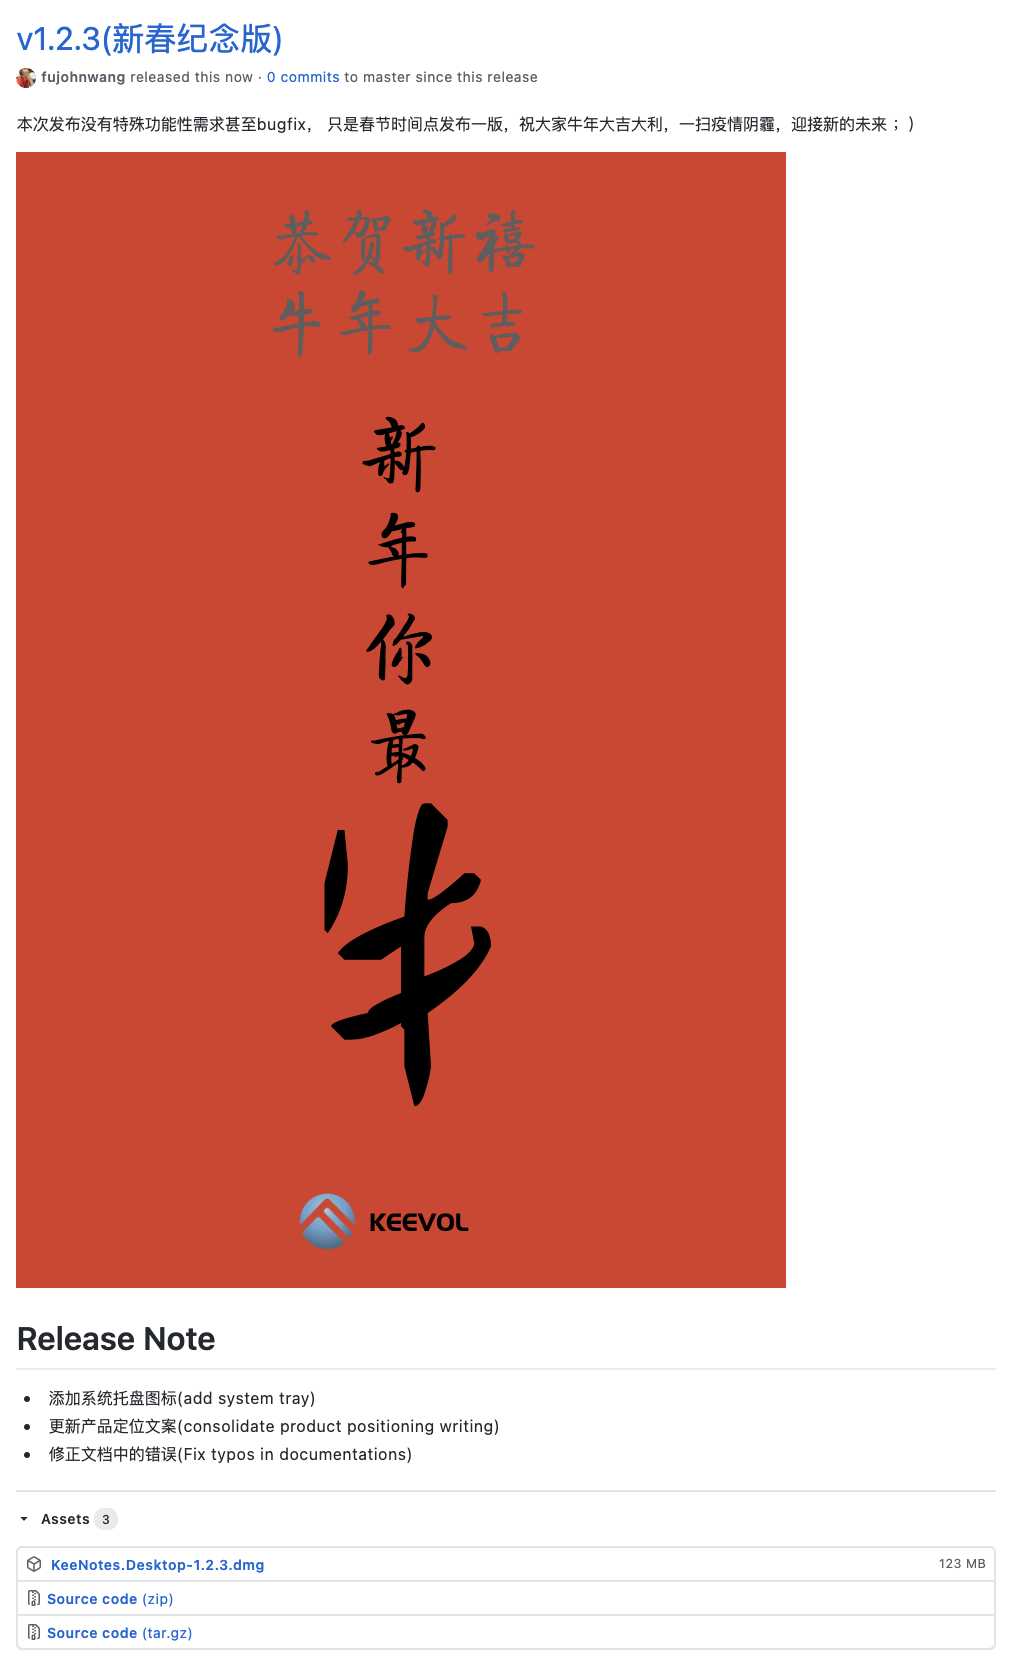 v1.2.3(新春纪念版)
fujohnwang released this now · 0 commits to master since this release
本次发布没有特殊功能性需求甚至bugfix， 只是春节时间点发布一版，祝大家牛年大吉大利，一扫疫情阴霾，迎接新的未来 ；)
恭贺新禧
牛年大吉
新
年
你
最
牛
KEEVOL
Release Note
• 添加系统托盘图标(add system tray)
• 更新产品定位文案(consolidate product positioning writing)
• 修正文档中的错误(Fix typos in documentations)
Assets 3
KeeNotes.Desktop-1.2.3.dmg 123 MB
Source code (zip)
Source code (tar.gz)